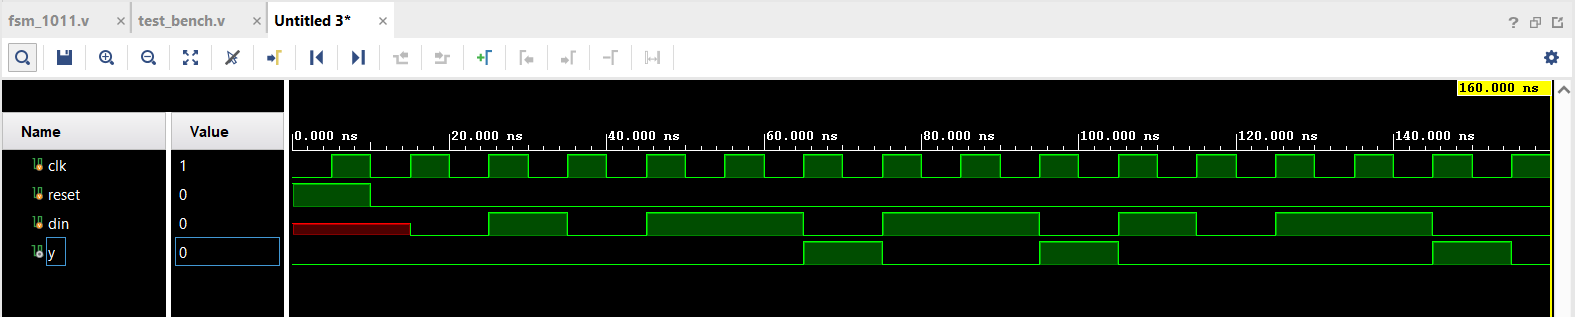 fsm_1011.v × test_bench.v × Untitled 3* ×
?
160.000 ns
Name Value
0.000 ns 20.000 ns 40.000 ns 60.000 ns 80.000 ns 100.000 ns 120.000 ns 140.000 ns
clk 1
reset 0
din 0
y 0